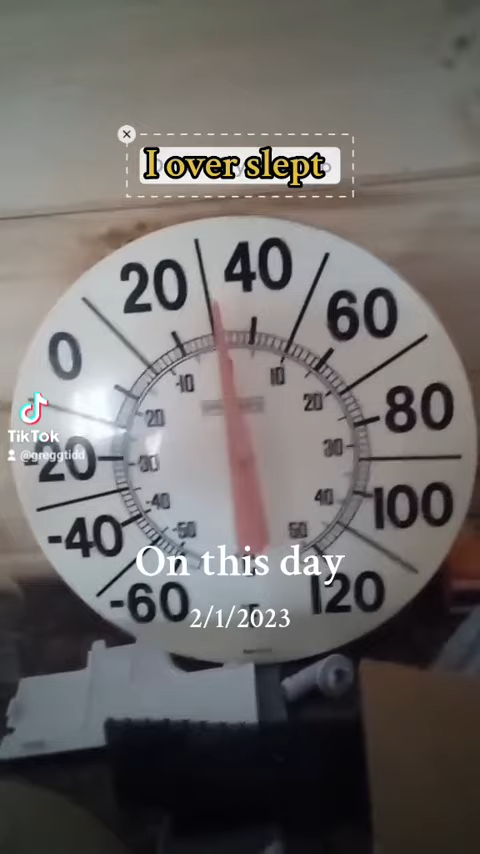 I over slept
20 40
0 60
-10 10
20 20 80
-20 30 30
TikTok
@greggtidd
-40 40 40 100
-50 50
On this day
-60 120
2/1/2023